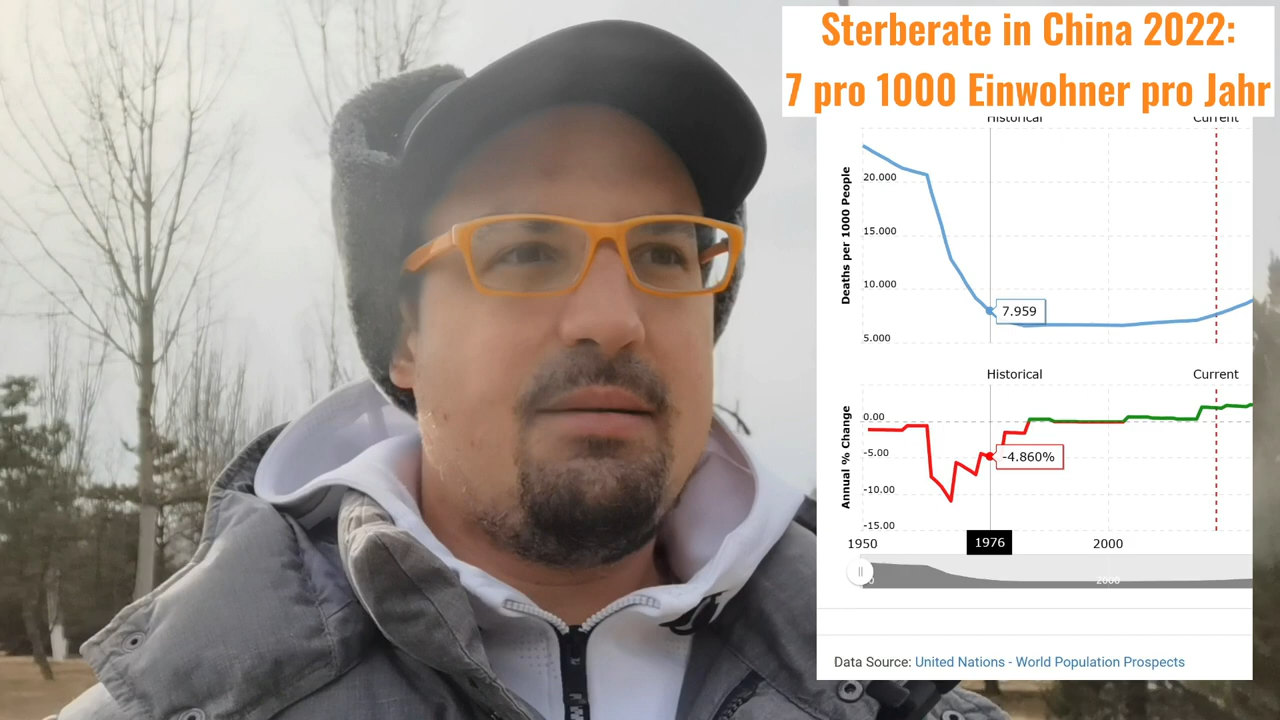 Sterberate in China 2022:
7 pro 1000 Einwohner pro Jahr
Historical
Current
Deaths per 1000 People
20.000
15.000
10.000
5.000
7.959
Historical
Current
Annual % Change
0.00
-5.00
-10.00
-15.00
-4.860%
1950
1976
2000
2000
Data Source: United Nations - World Population Prospects